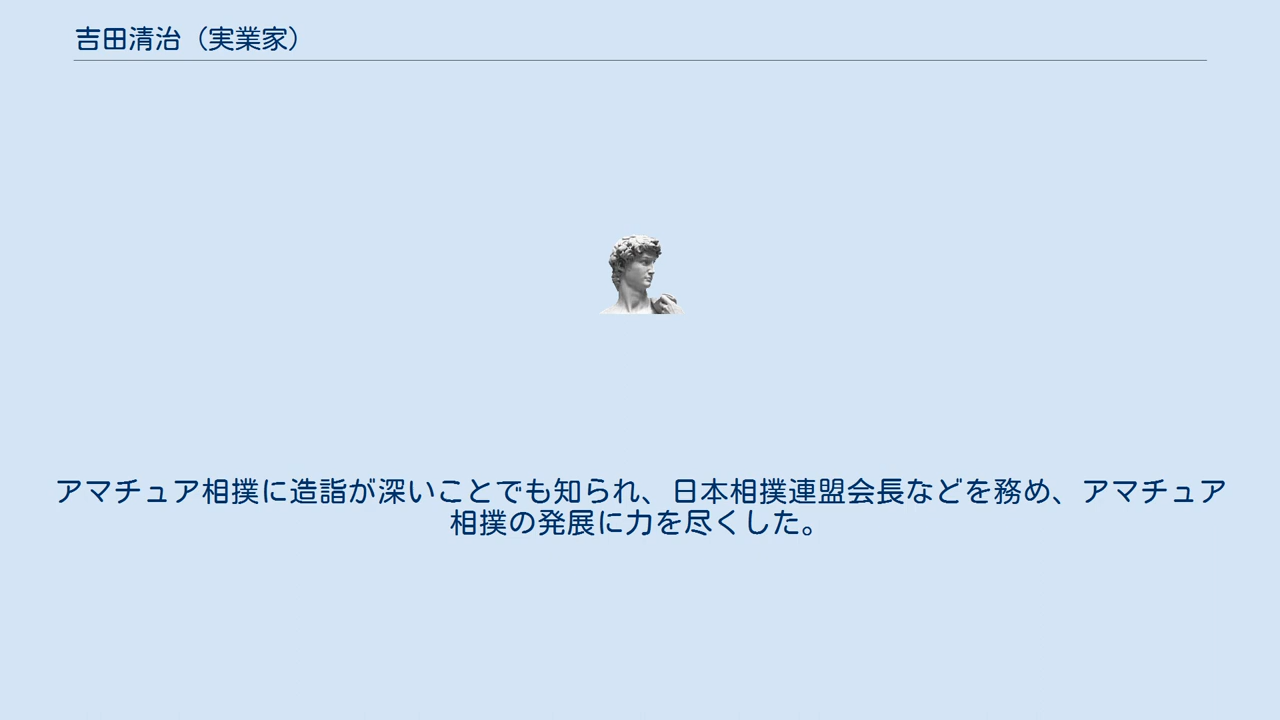 吉田清治（実業家）
アマチュア相撲に造詣が深いことでも知られ、日本相撲連盟会長などを務め、アマチュア
相撲の発展に力を尽くした。